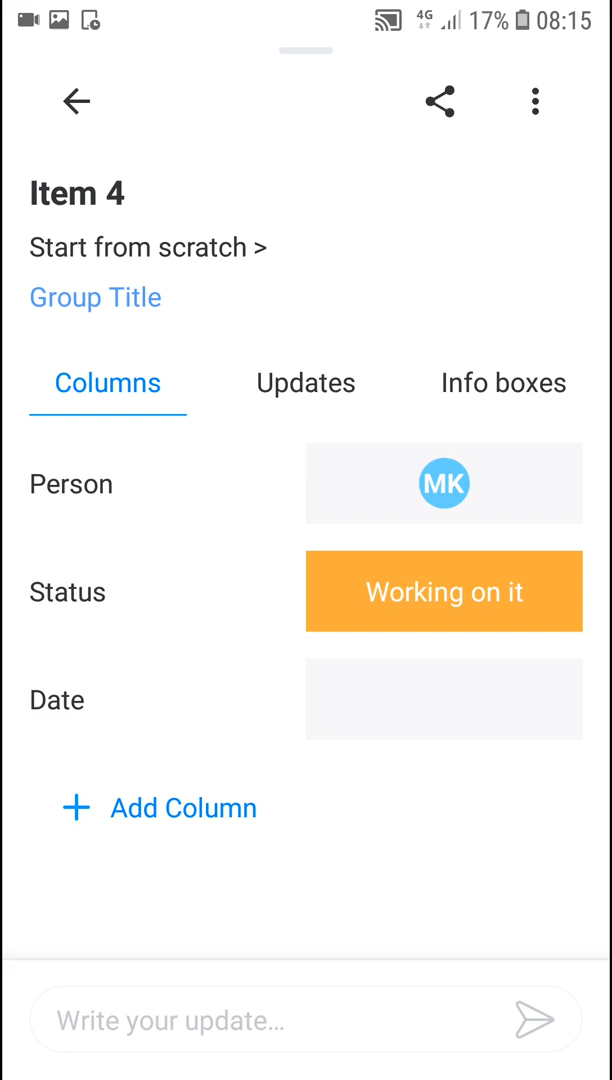 4G 17% 08:15
Item 4
Start from scratch >
Group Title
Columns Updates Info boxes
Person MK
Status Working on it
Date
+ Add Column
Write your update...